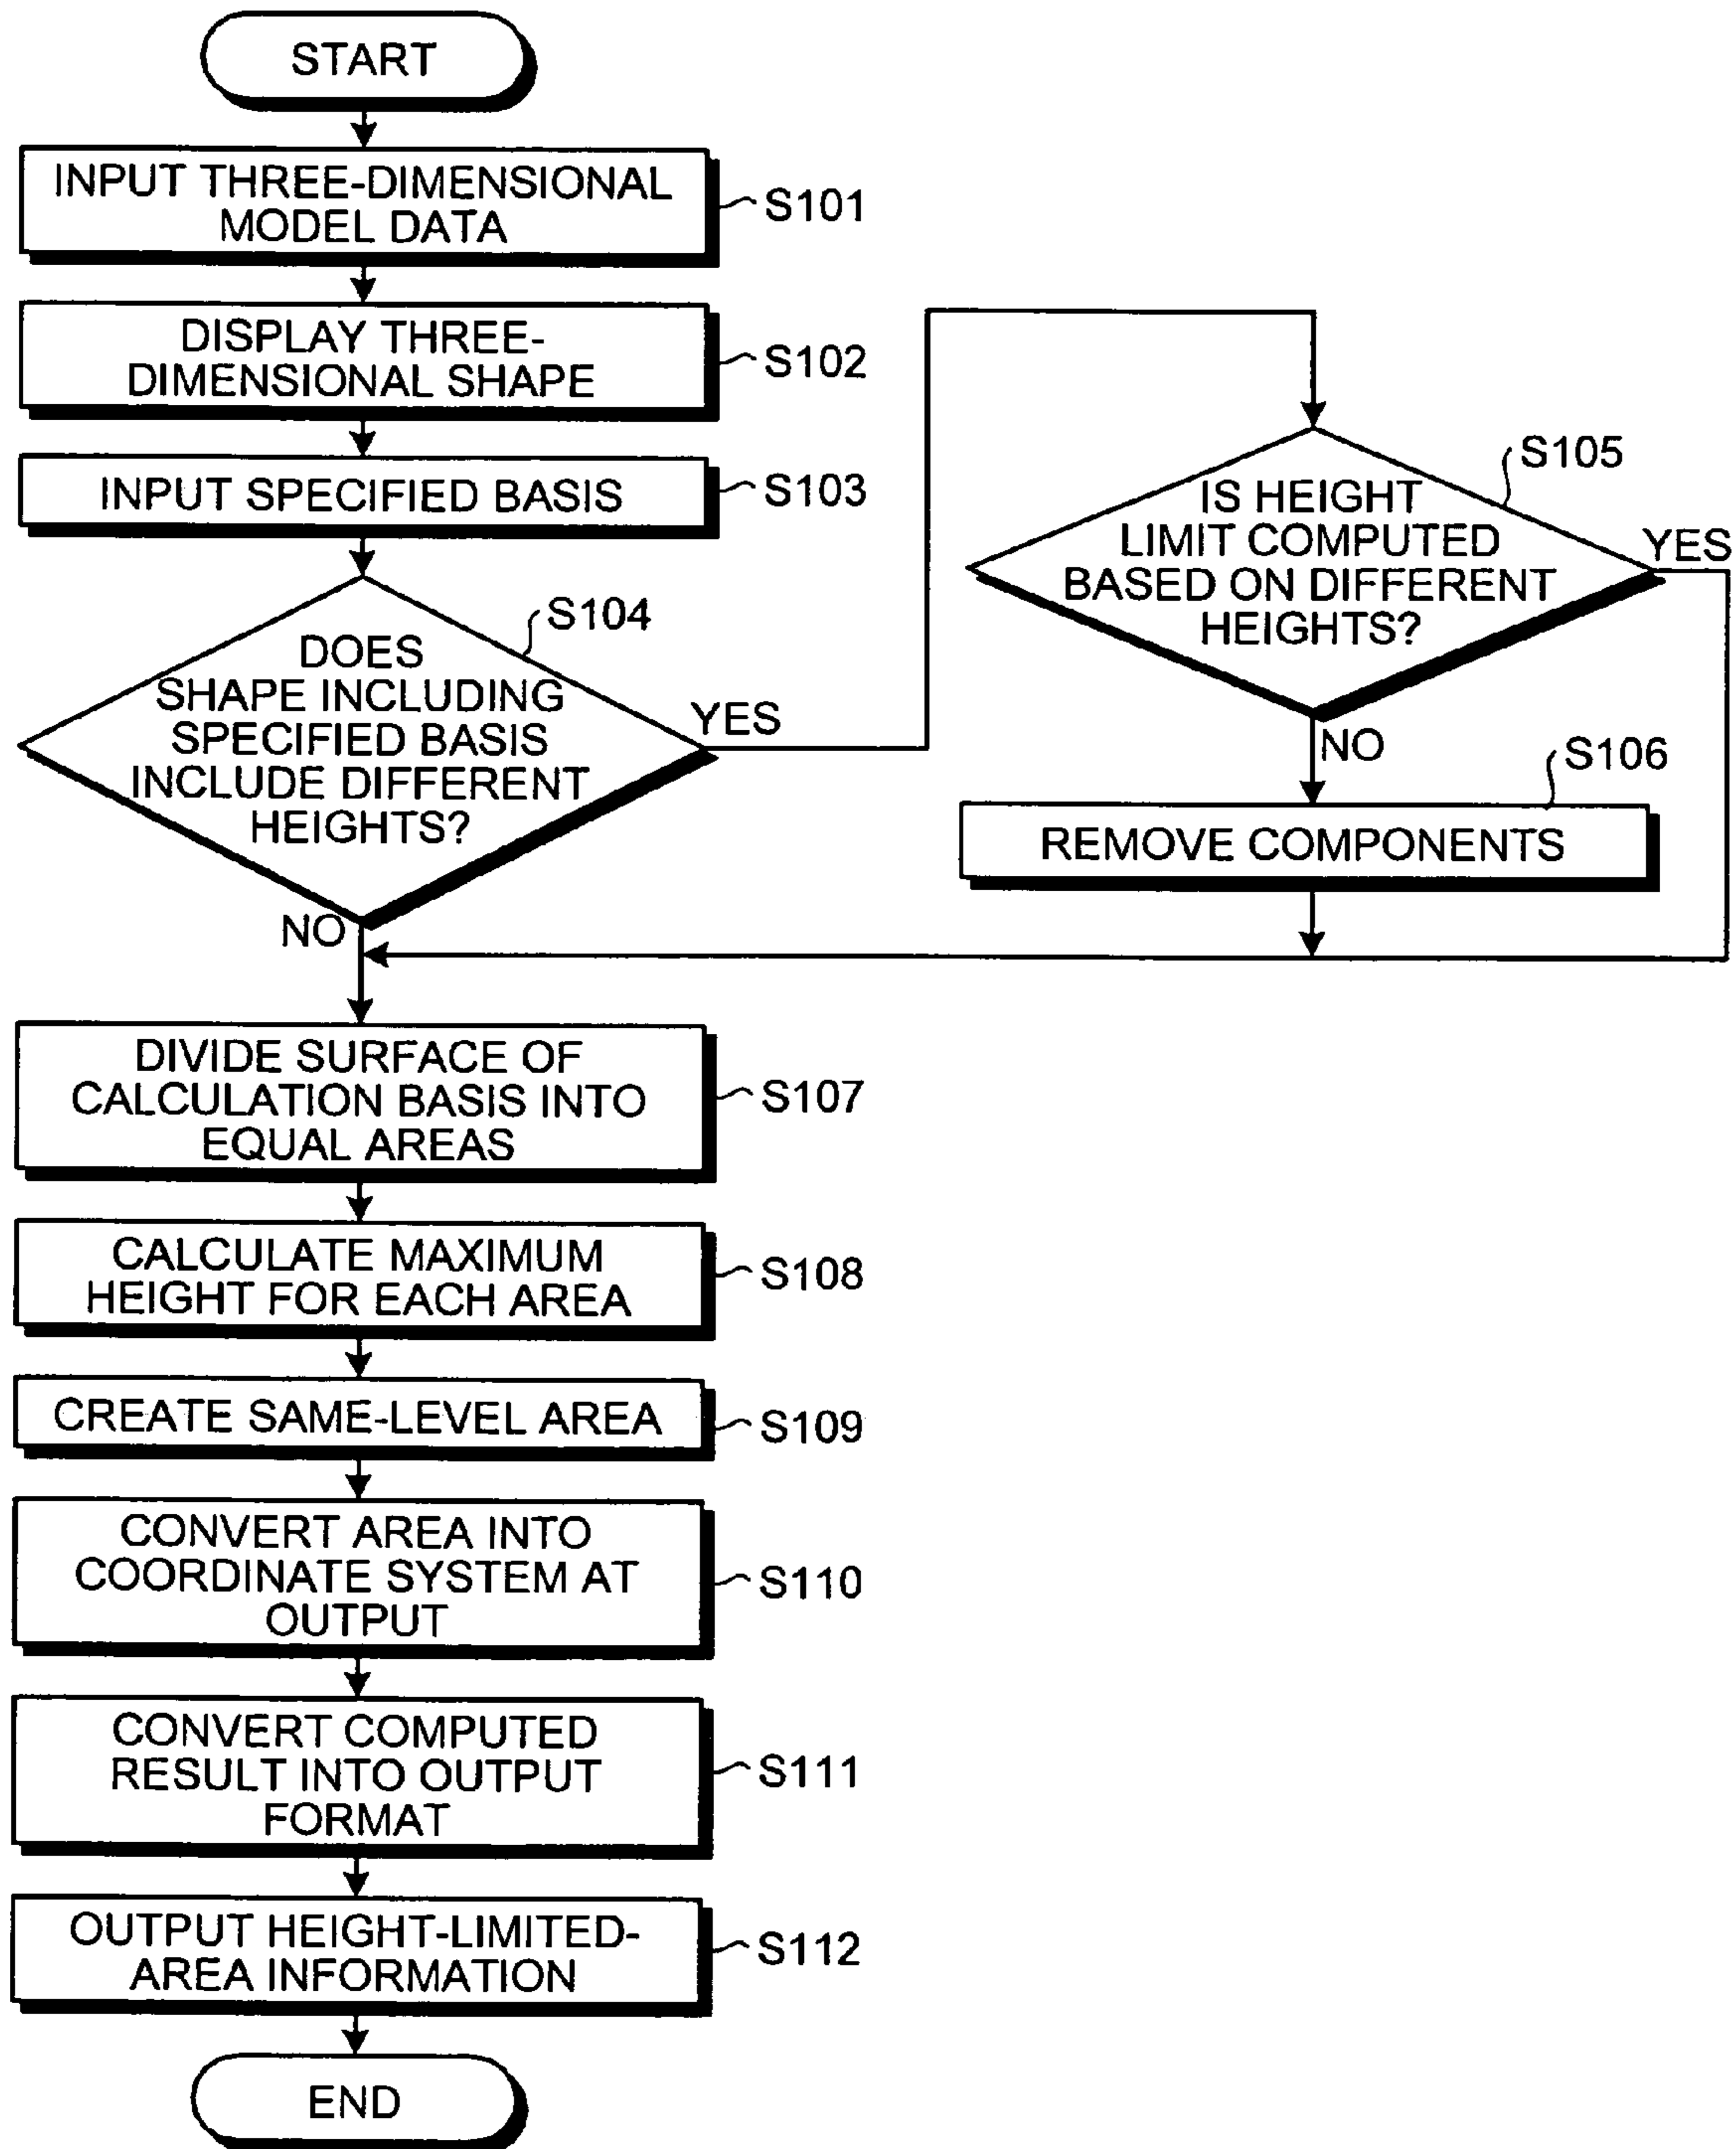 START
INPUT THREE-DIMENSIONAL
MODEL DATA
S101
DISPLAY THREE-
DIMENSIONAL SHAPE
S102
INPUT SPECIFIED BASIS
S103
S104
DOES
SHAPE INCLUDING
SPECIFIED BASIS
INCLUDE DIFFERENT
HEIGHTS?
YES
NO
S105
IS HEIGHT
LIMIT COMPUTED
BASED ON DIFFERENT
HEIGHTS?
YES
NO
S106
REMOVE COMPONENTS
DIVIDE SURFACE OF
CALCULATION BASIS INTO
EQUAL AREAS
S107
CALCULATE MAXIMUM
HEIGHT FOR EACH AREA
S108
CREATE SAME-LEVEL AREA
S109
CONVERT AREA INTO
COORDINATE SYSTEM AT
OUTPUT
S110
CONVERT COMPUTED
RESULT INTO OUTPUT
FORMAT
S111
OUTPUT HEIGHT-LIMITED-
AREA INFORMATION
S112
END